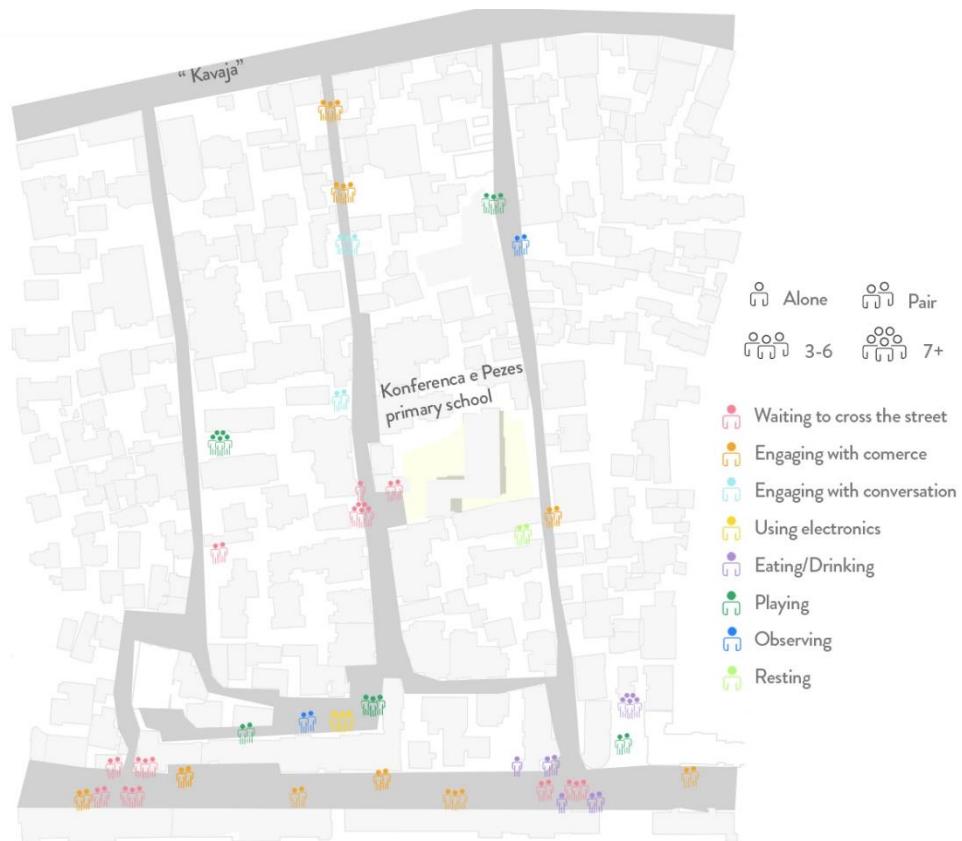 “ Kavaja”
Konferenca e Pezes
primary school
Alone
Pair
3-6
7+
Waiting to cross the street
Engaging with comerce
Engaging with conversation
Using electronics
Eating/Drinking
Playing
Observing
Resting